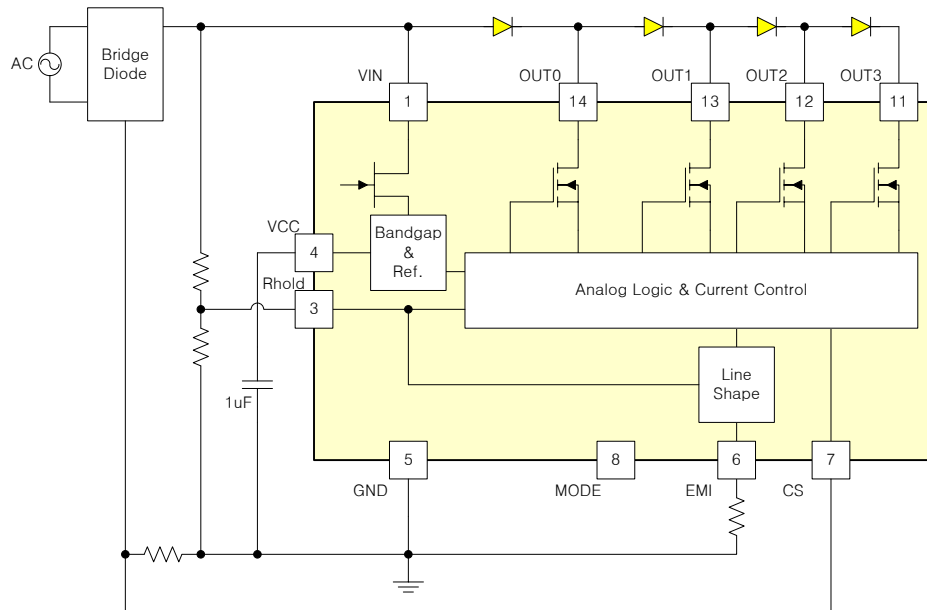 AC
Bridge
Diode
VIN
OUT0
OUT1
OUT2
OUT3
1
14
13
12
11
VCC
4
Bandgap
&
Ref.
Rhold
3
Analog Logic & Current Control
Line
Shape
1uF
5
8
6
7
GND
MODE
EMI
CS